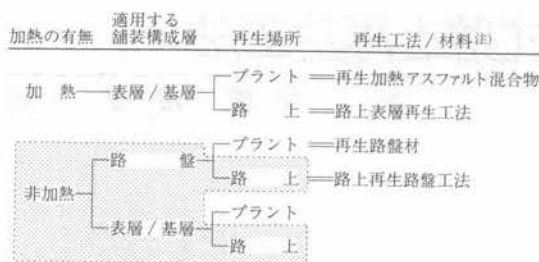 加熱の有無 適用する舗装構成層 再生場所 再生工法/材料注)
加熱 表層/基層 プラント 再生加熱アスファルト混合物
路上 路上表層再生工法
非加熱 路盤 プラント 再生路盤材
路上 路上再生路盤工法
表層/基層 プラント
路上